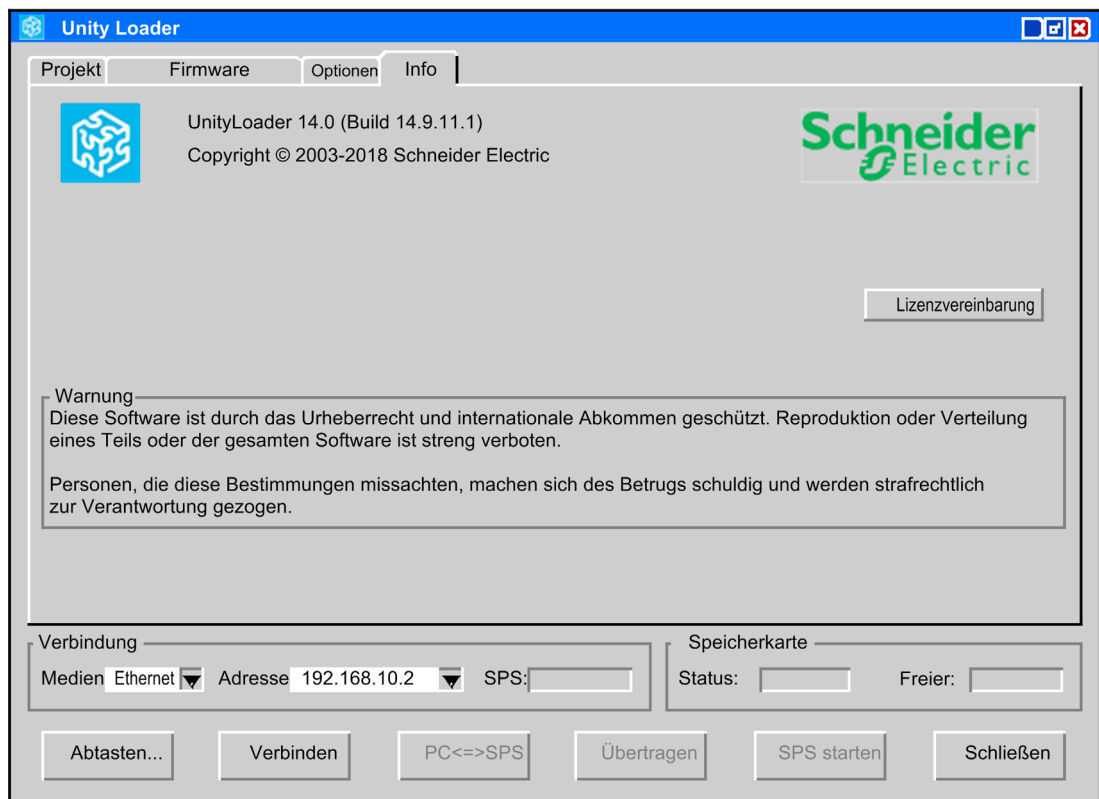 Unity Loader
Projekt Firmware Optionen Info
UnityLoader 14.0 (Build 14.9.11.1)
Copyright © 2003-2018 Schneider Electric
Schneider
Electric
Lizenzvereinbarung
Warnung
Diese Software ist durch das Urheberrecht und internationale Abkommen geschützt. Reproduktion oder Verteilung
eines Teils oder der gesamten Software ist streng verboten.
Personen, die diese Bestimmungen missachten, machen sich des Betrugs schuldig und werden strafrechtlich
zur Verantwortung gezogen.
Verbindung
Medien Ethernet Adresse 192.168.10.2 SPS:
Speicherkarte
Status: Freier:
Abtasten... Verbinden PC<=>SPS Übertragen SPS starten Schließen